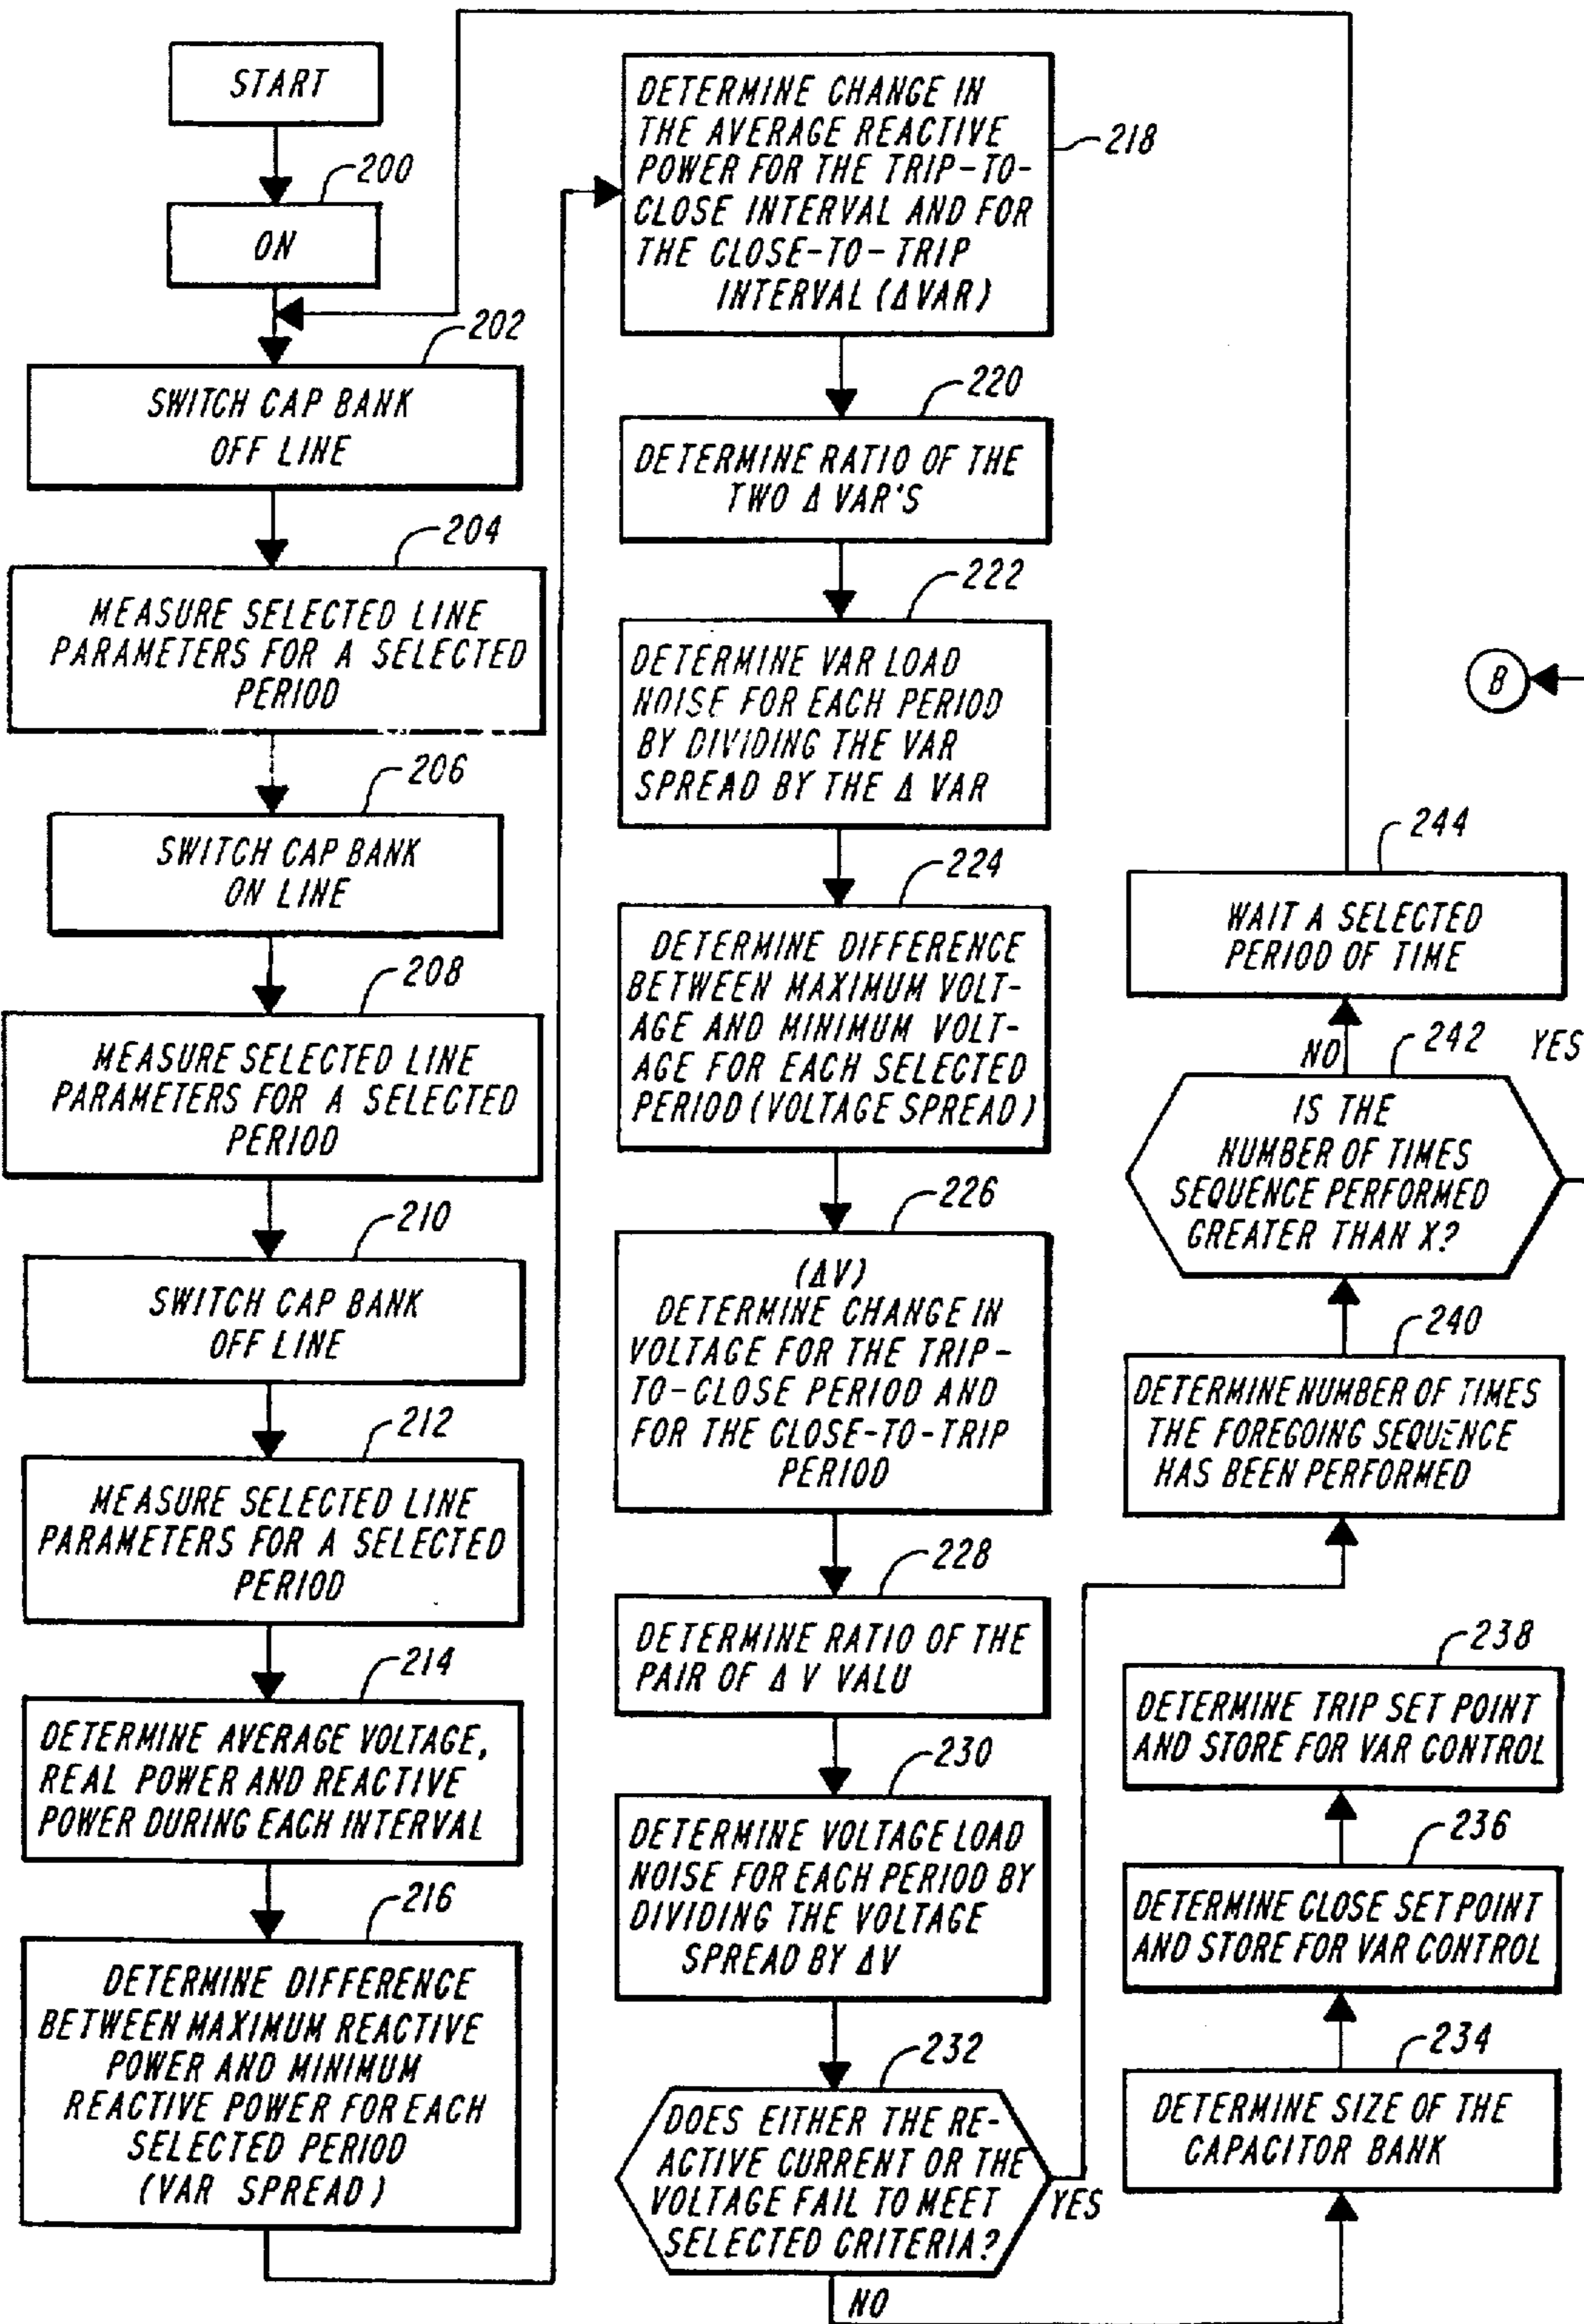 START
200
ON
202
SWITCH CAP BANK
OFF LINE
204
MEASURE SELECTED LINE
PARAMETERS FOR A SELECTED
PERIOD
206
SWITCH CAP BANK
ON LINE
208
MEASURE SELECTED LINE
PARAMETERS FOR A SELECTED
PERIOD
210
SWITCH CAP BANK
OFF LINE
212
MEASURE SELECTED LINE
PARAMETERS FOR A SELECTED
PERIOD
214
DETERMINE AVERAGE VOLTAGE,
REAL POWER AND REACTIVE
POWER DURING EACH INTERVAL
216
DETERMINE DIFFERENCE
BETWEEN MAXIMUM REACTIVE
POWER AND MINIMUM
REACTIVE POWER FOR EACH
SELECTED PERIOD
(VAR SPREAD)
218
DETERMINE CHANGE IN
THE AVERAGE REACTIVE
POWER FOR THE TRIP-TO-
CLOSE INTERVAL AND FOR
THE CLOSE-TO-TRIP
INTERVAL (Δ VAR)
220
DETERMINE RATIO OF THE
TWO Δ VAR'S
222
DETERMINE VAR LOAD
NOISE FOR EACH PERIOD
BY DIVIDING THE VAR
SPREAD BY THE Δ VAR
224
DETERMINE DIFFERENCE
BETWEEN MAXIMUM VOLT-
AGE AND MINIMUM VOLT-
AGE FOR EACH SELECTED
PERIOD (VOLTAGE SPREAD)
226
(ΔV)
DETERMINE CHANGE IN
VOLTAGE FOR THE TRIP-
TO-CLOSE PERIOD AND
FOR THE CLOSE-TO-TRIP
PERIOD
228
DETERMINE RATIO OF THE
PAIR OF Δ V VALU
230
DETERMINE VOLTAGE LOAD
NOISE FOR EACH PERIOD BY
DIVIDING THE VOLTAGE
SPREAD BY ΔV
232
DOES EITHER THE RE-
ACTIVE CURRENT OR THE
VOLTAGE FAIL TO MEET
SELECTED CRITERIA?
YES
NO
B
244
WAIT A SELECTED
PERIOD OF TIME
NO
242
YES
IS THE
NUMBER OF TIMES
SEQUENCE PERFORMED
GREATER THAN X?
240
DETERMINE NUMBER OF TIMES
THE FOREGOING SEQUENCE
HAS BEEN PERFORMED
238
DETERMINE TRIP SET POINT
AND STORE FOR VAR CONTROL
236
DETERMINE CLOSE SET POINT
AND STORE FOR VAR CONTROL
234
DETERMINE SIZE OF THE
CAPACITOR BANK